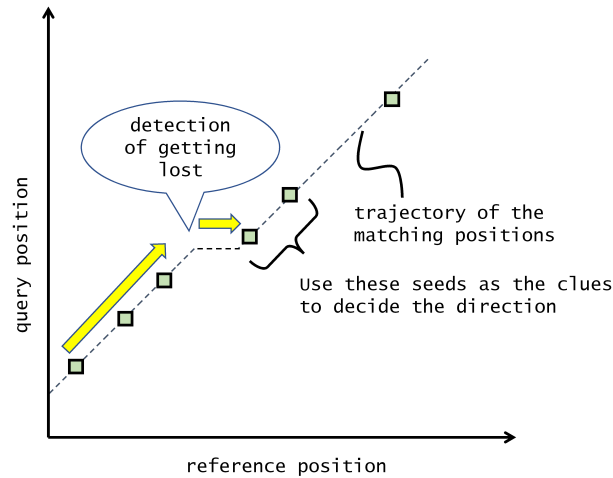 detection
of getting
lost
trajectory of the
matching positions
Use these seeds as the clues
to decide the direction
query position
reference position